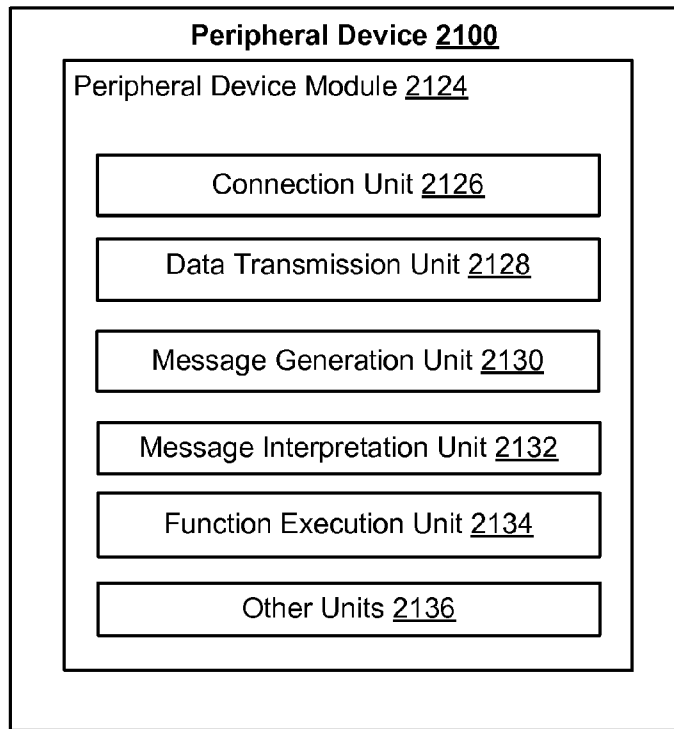 Peripheral Device 2100
Peripheral Device Module 2124
Connection Unit 2126
Data Transmission Unit 2128
Message Generation Unit 2130
Message Interpretation Unit 2132
Function Execution Unit 2134
Other Units 2136